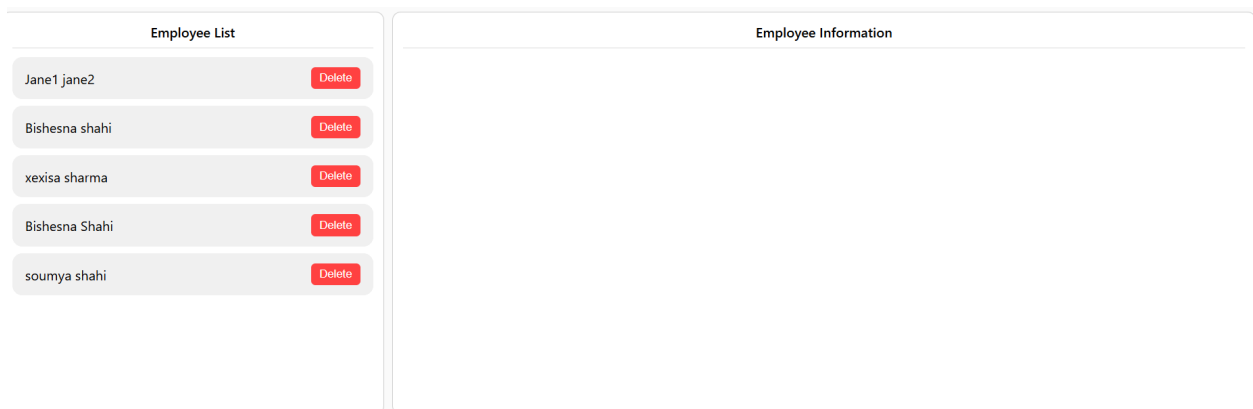 Employee List
Jane1 jane2 Delete
Bishesna shahi Delete
xexisa sharma Delete
Bishesna Shahi Delete
soumya shahi Delete
Employee Information